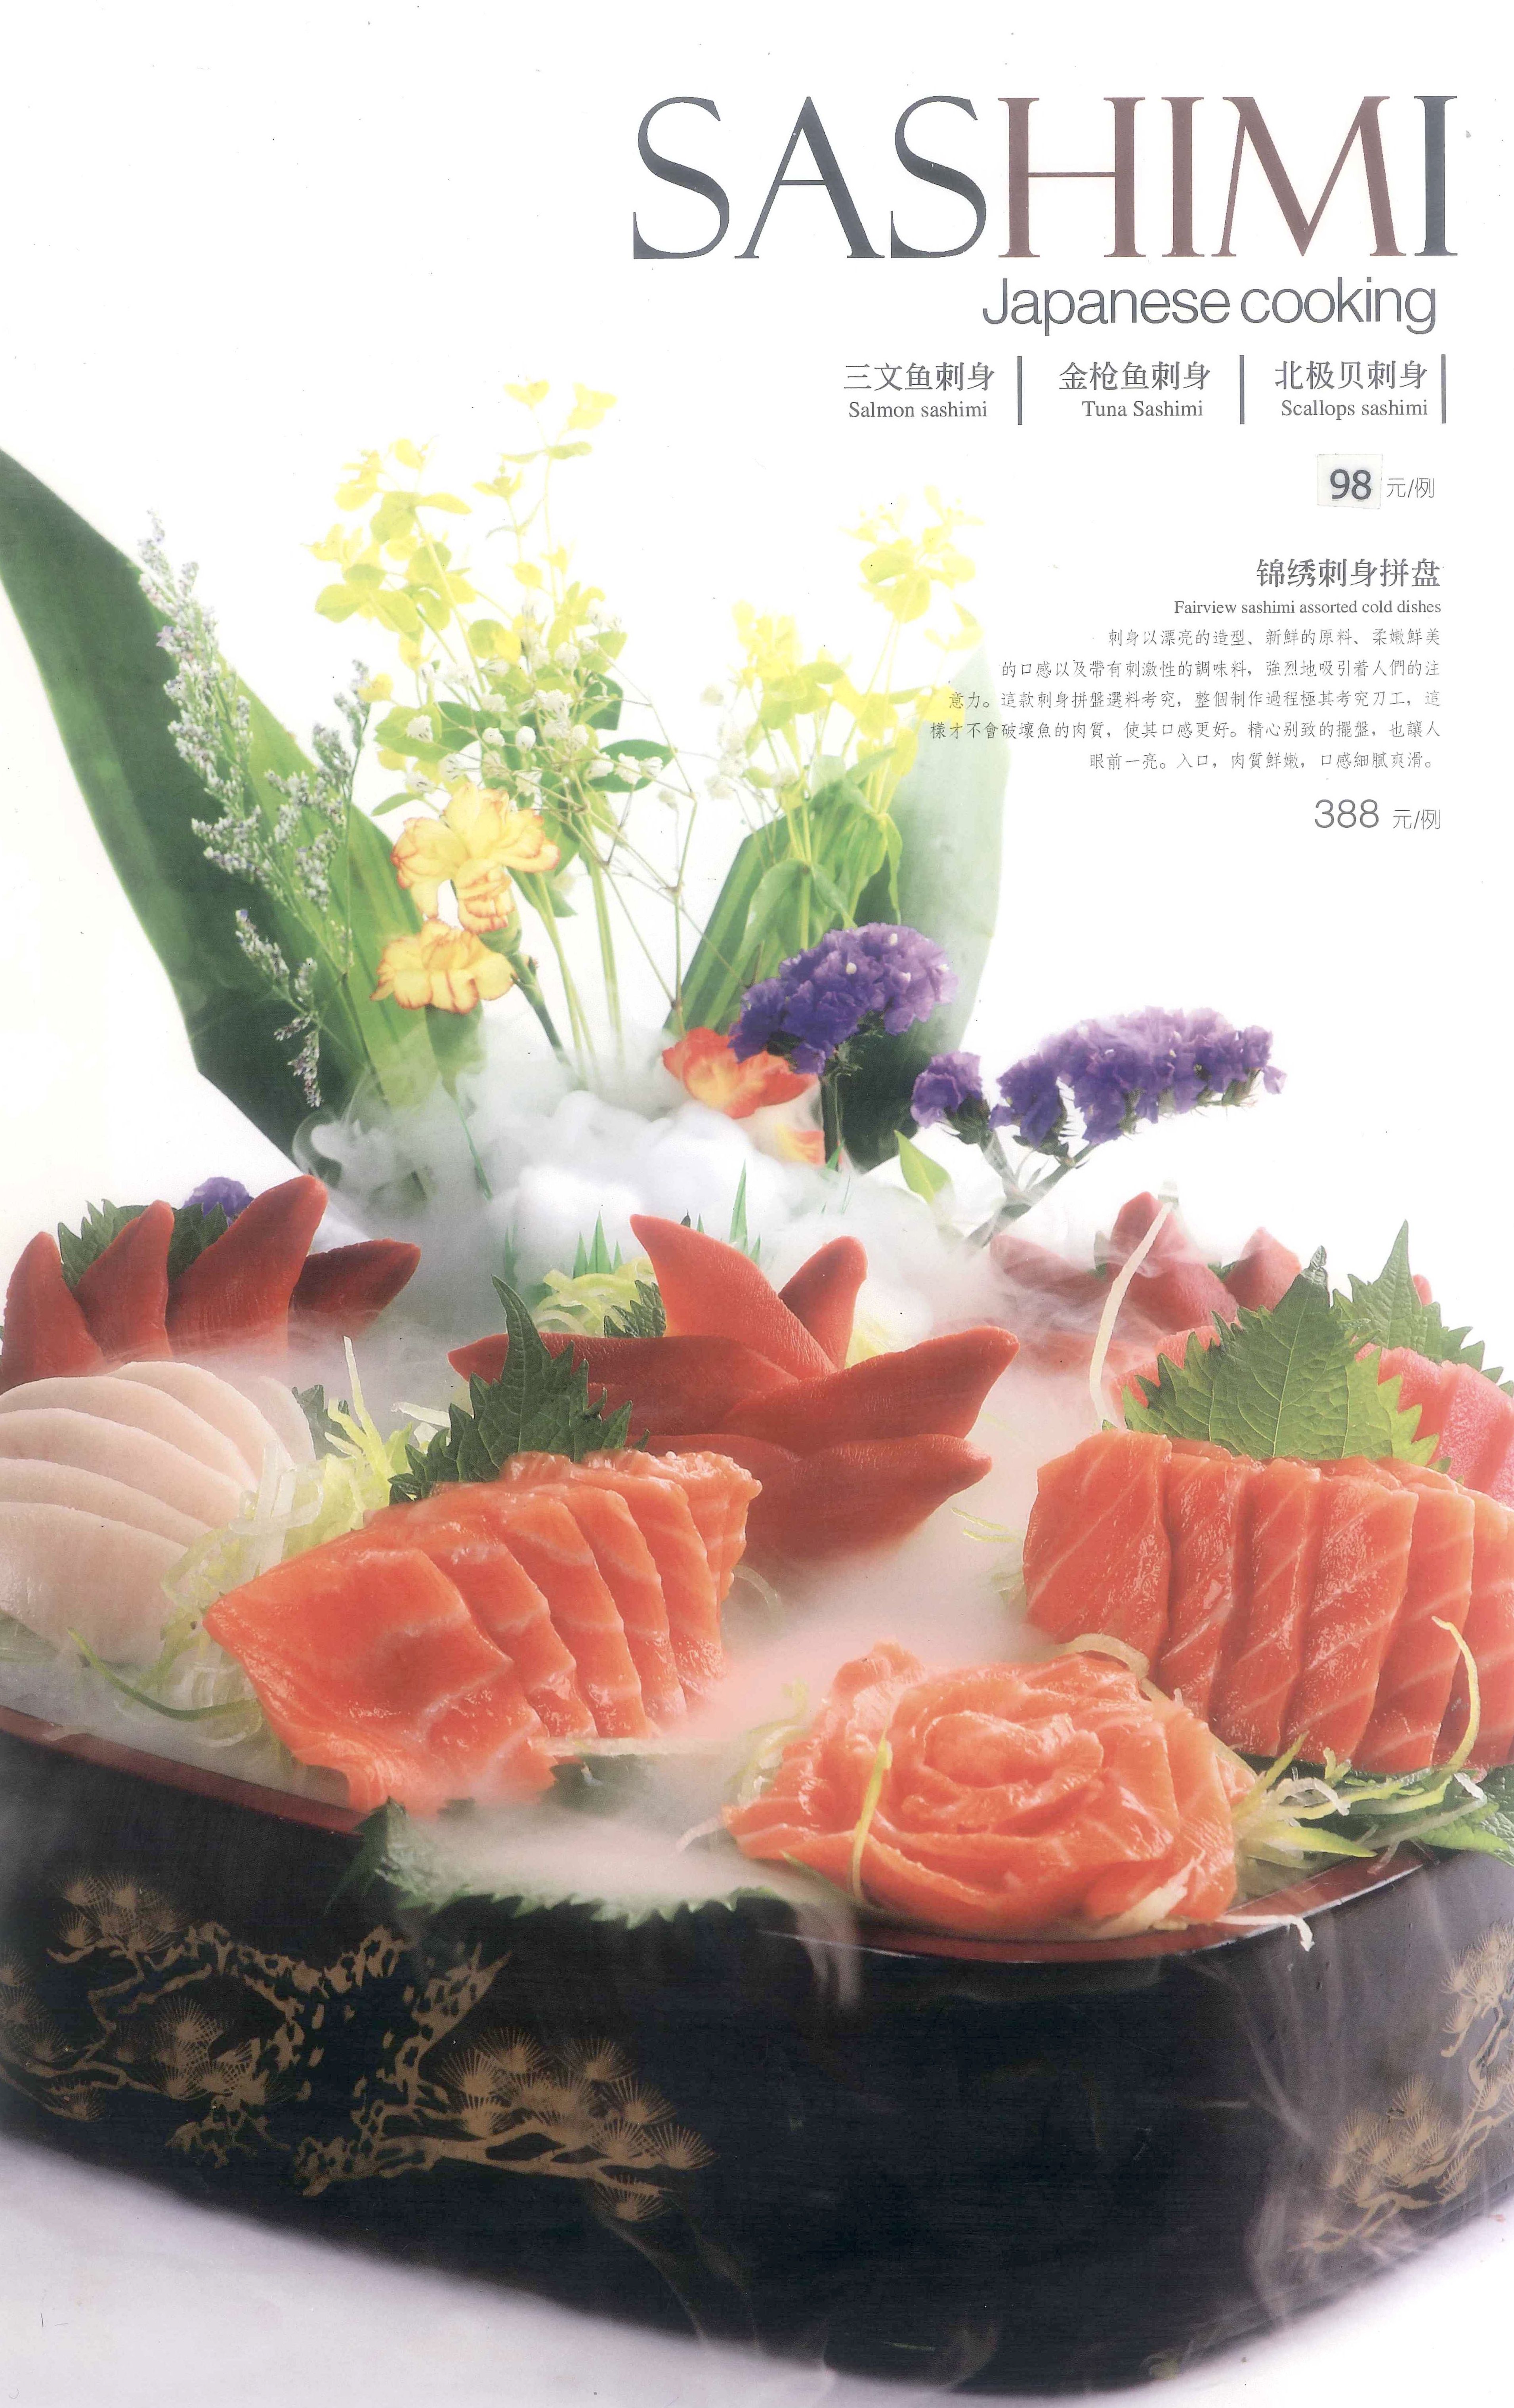 SASHIMI
Japanese cooking
三文鱼刺身 金枪鱼刺身 北极贝刺身
Salmon sashimi Tuna Sashimi Scallops sashimi
98 元/例
锦绣刺身拼盘
Fairview sashimi assorted cold dishes
刺身以漂亮的造型、新鲜的原料、柔嫩鮮美
的口感以及帶有刺激性的調味料，強烈地吸引着人們的注
意力。這款刺身拼盤選料考究，整個制作過程極其考究刀工，這
樣才不會破壞魚的肉質，使其口感更好。精心别致的擺盤，也讓人
眼前一亮。入口，肉質鮮嫩，口感細膩爽滑。
388 元/例